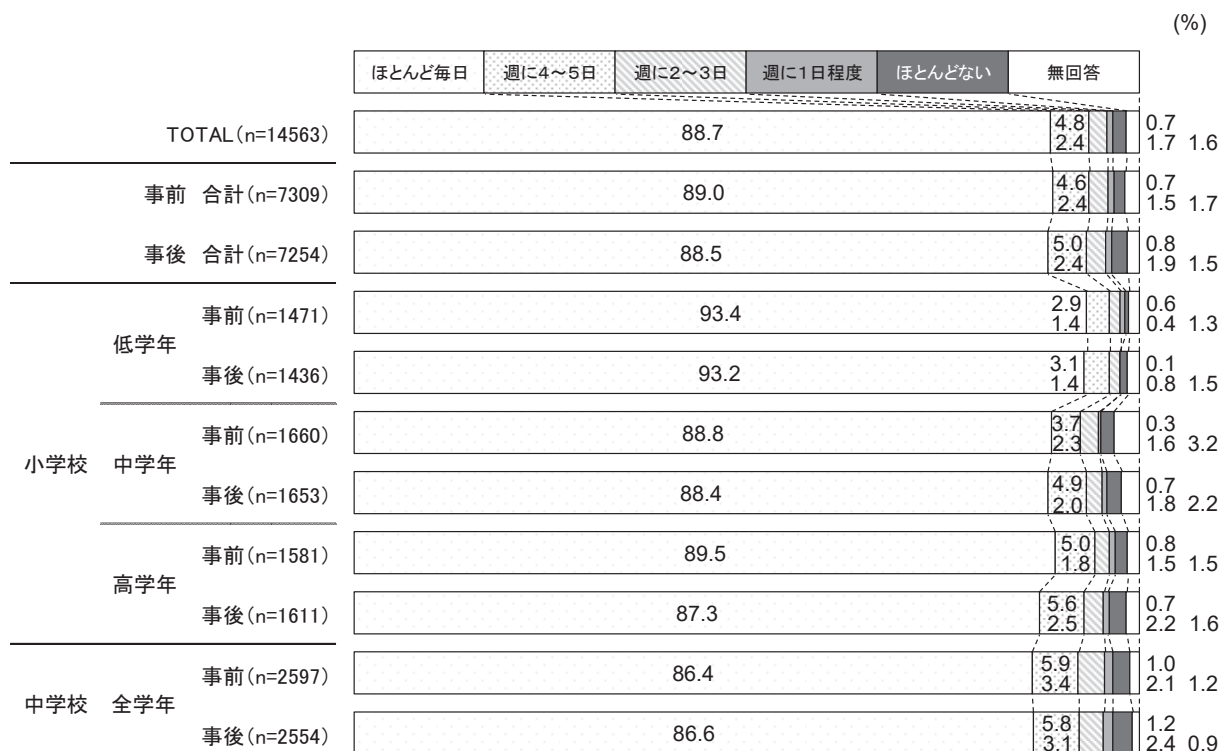 (%)
ほとんど毎日 週に4～5日 週に2～3日 週に1日程度 ほとんどない 無回答
TOTAL(n=14563) 88.7 4.8 2.4 0.7 1.7 1.6
事前 合計(n=7309) 89.0 4.6 2.4 0.7 1.5 1.7
事後 合計(n=7254) 88.5 5.0 2.4 0.8 1.9 1.5
事前(n=1471) 93.4 2.9 1.4 0.6 0.4 1.3
低学年
事後(n=1436) 93.2 3.1 1.4 0.1 0.8 1.5
事前(n=1660) 88.8 3.7 2.3 0.3 1.6 3.2
小学校 中学年
事後(n=1653) 88.4 4.9 2.0 0.7 1.8 2.2
事前(n=1581) 89.5 5.0 1.8 0.8 1.5 1.5
高学年
事後(n=1611) 87.3 5.6 2.5 0.7 2.2 1.6
事前(n=2597) 86.4 5.9 3.4 1.0 2.1 1.2
中学校 全学年
事後(n=2554) 86.6 5.8 3.1 1.2 2.4 0.9